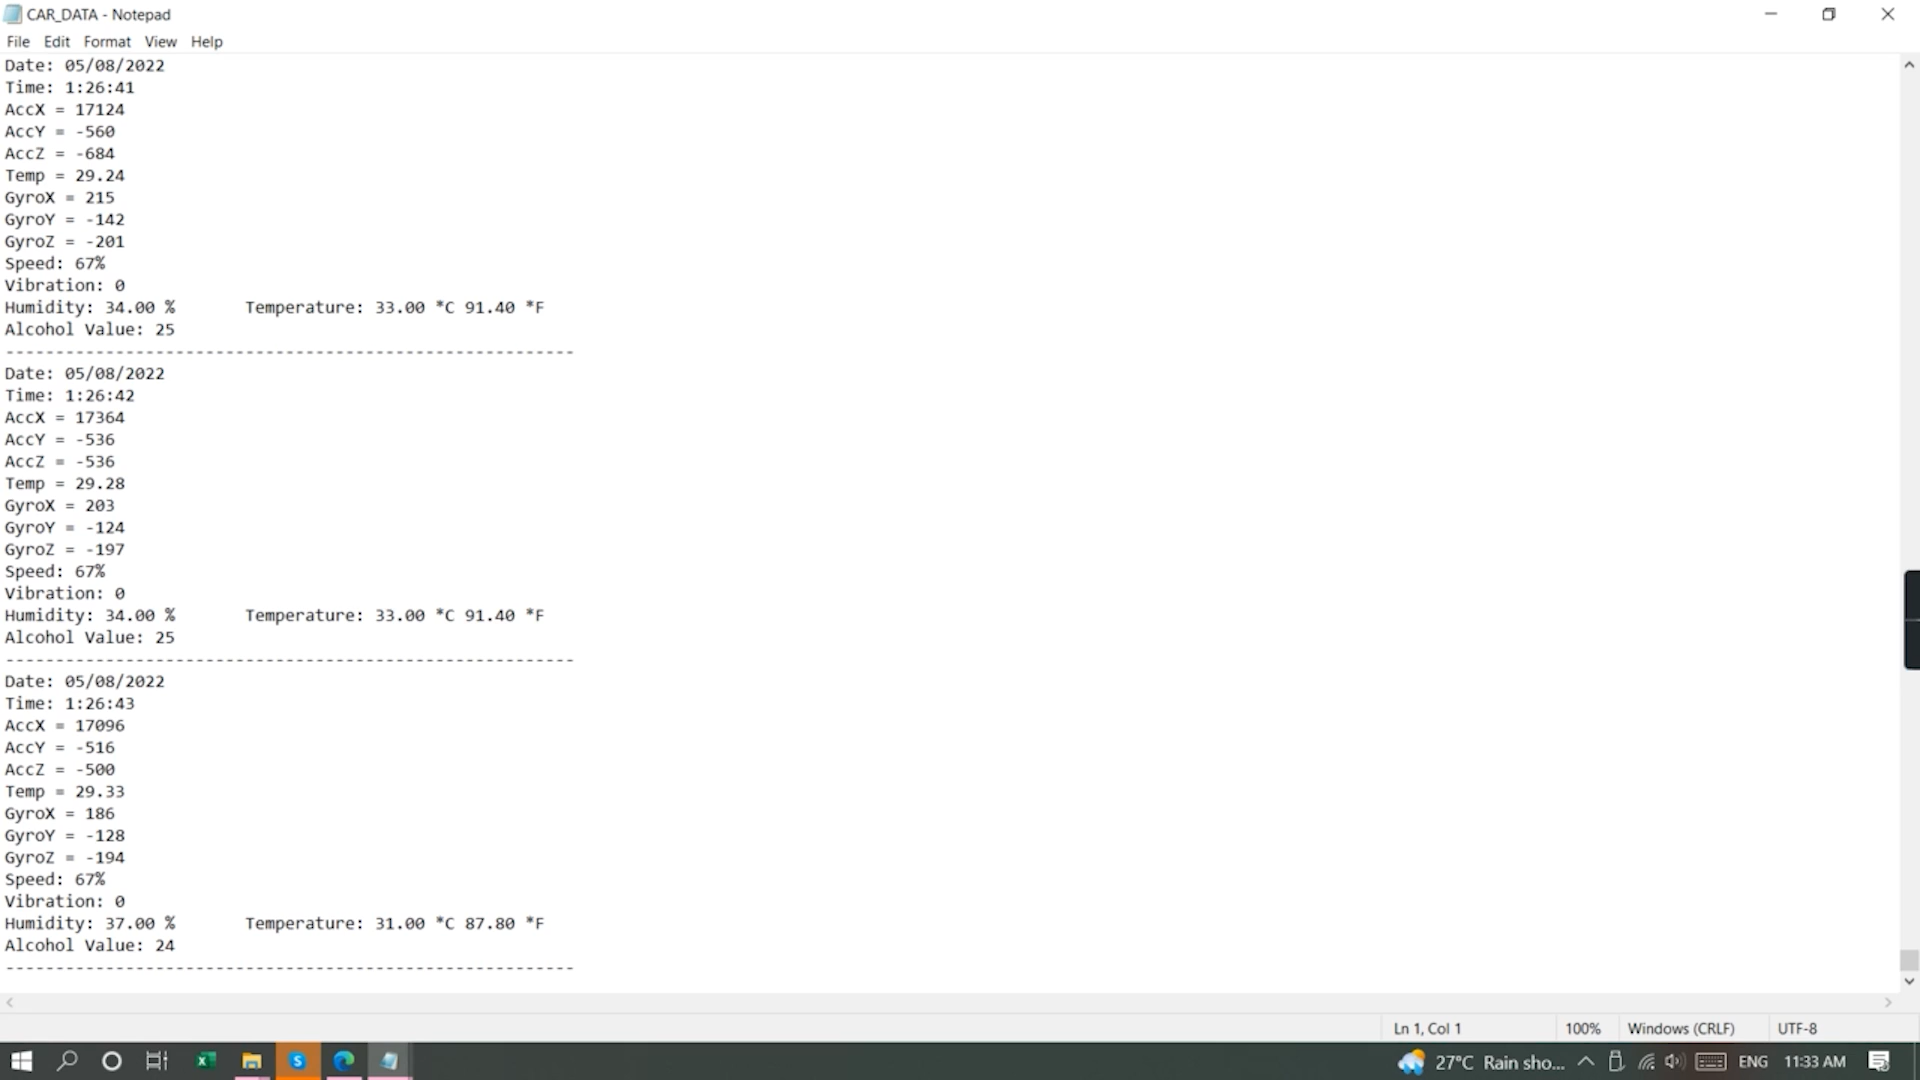 CAR_DATA - Notepad
File Edit Format View Help
Date: 05/08/2022
Time: 1:26:41
AccX = 17124
AccY = -560
AccZ = -684
Temp = 29.24
GyroX = 215
GyroY = -142
GyroZ = -201
Speed: 67%
Vibration: 0
Humidity: 34.00 % Temperature: 33.00 *C 91.40 *F
Alcohol Value: 25
---------------------------------------------------------
Date: 05/08/2022
Time: 1:26:42
AccX = 17364
AccY = -536
AccZ = -536
Temp = 29.28
GyroX = 203
GyroY = -124
GyroZ = -197
Speed: 67%
Vibration: 0
Humidity: 34.00 % Temperature: 33.00 *C 91.40 *F
Alcohol Value: 25
---------------------------------------------------------
Date: 05/08/2022
Time: 1:26:43
AccX = 17096
AccY = -516
AccZ = -500
Temp = 29.33
GyroX = 186
GyroY = -128
GyroZ = -194
Speed: 67%
Vibration: 0
Humidity: 37.00 % Temperature: 31.00 *C 87.80 *F
Alcohol Value: 24
---------------------------------------------------------
Ln 1, Col 1 100% Windows (CRLF) UTF-8
27°C Rain sho... ENG 11:33 AM